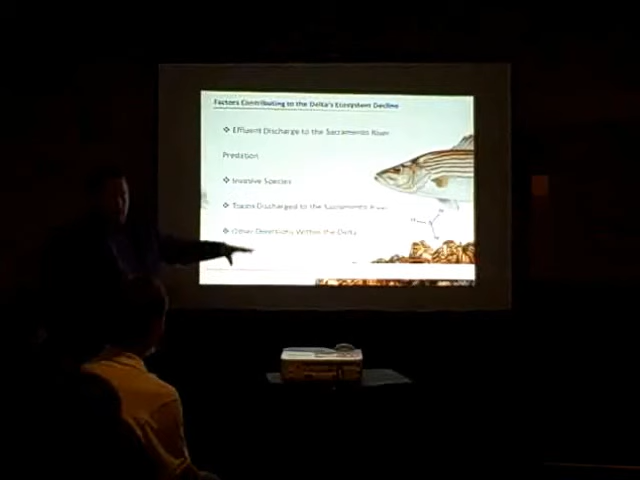 Factors Contributing to the Delta's Ecosystem Decline
❖ Effluent Discharge to the Sacramento River
Predation
❖ Invasive Species
❖ Toxins Discharged to the Sacramento River
❖ Other Diversions Within the Delta